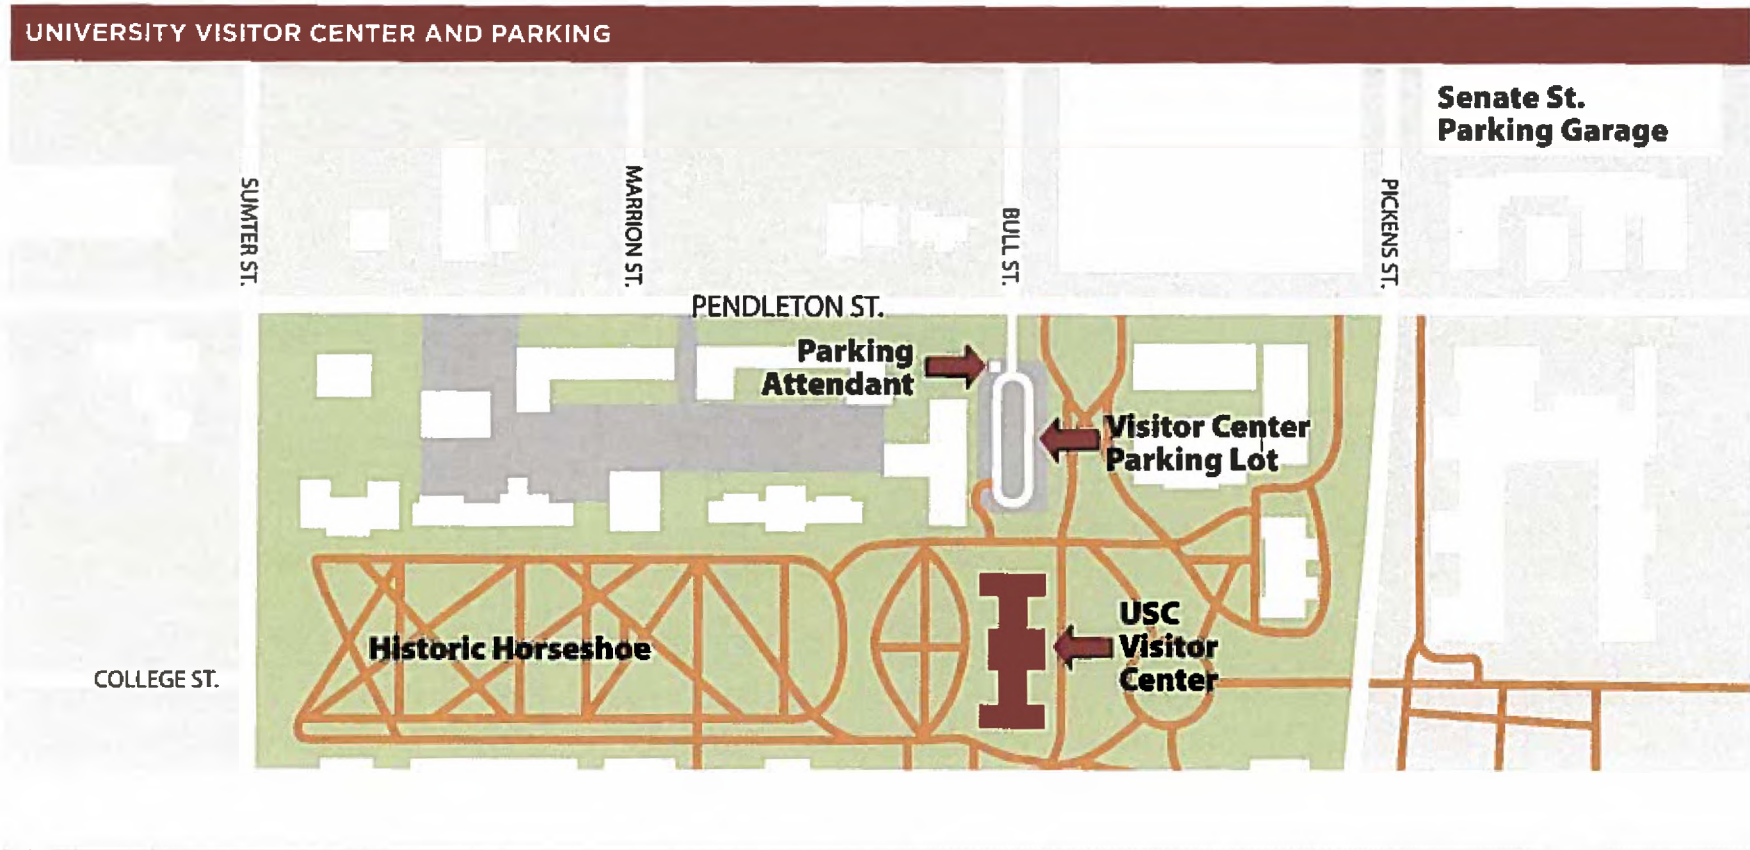 UNIVERSITY VISITOR CENTER AND PARKING
Senate St.
Parking Garage
SUMTER ST.
MARRION ST.
BULL ST.
PICKENS ST.
PENDLETON ST.
Parking
Attendant
Visitor Center
Parking Lot
Historic Horseshoe
USC
Visitor
Center
COLLEGE ST.